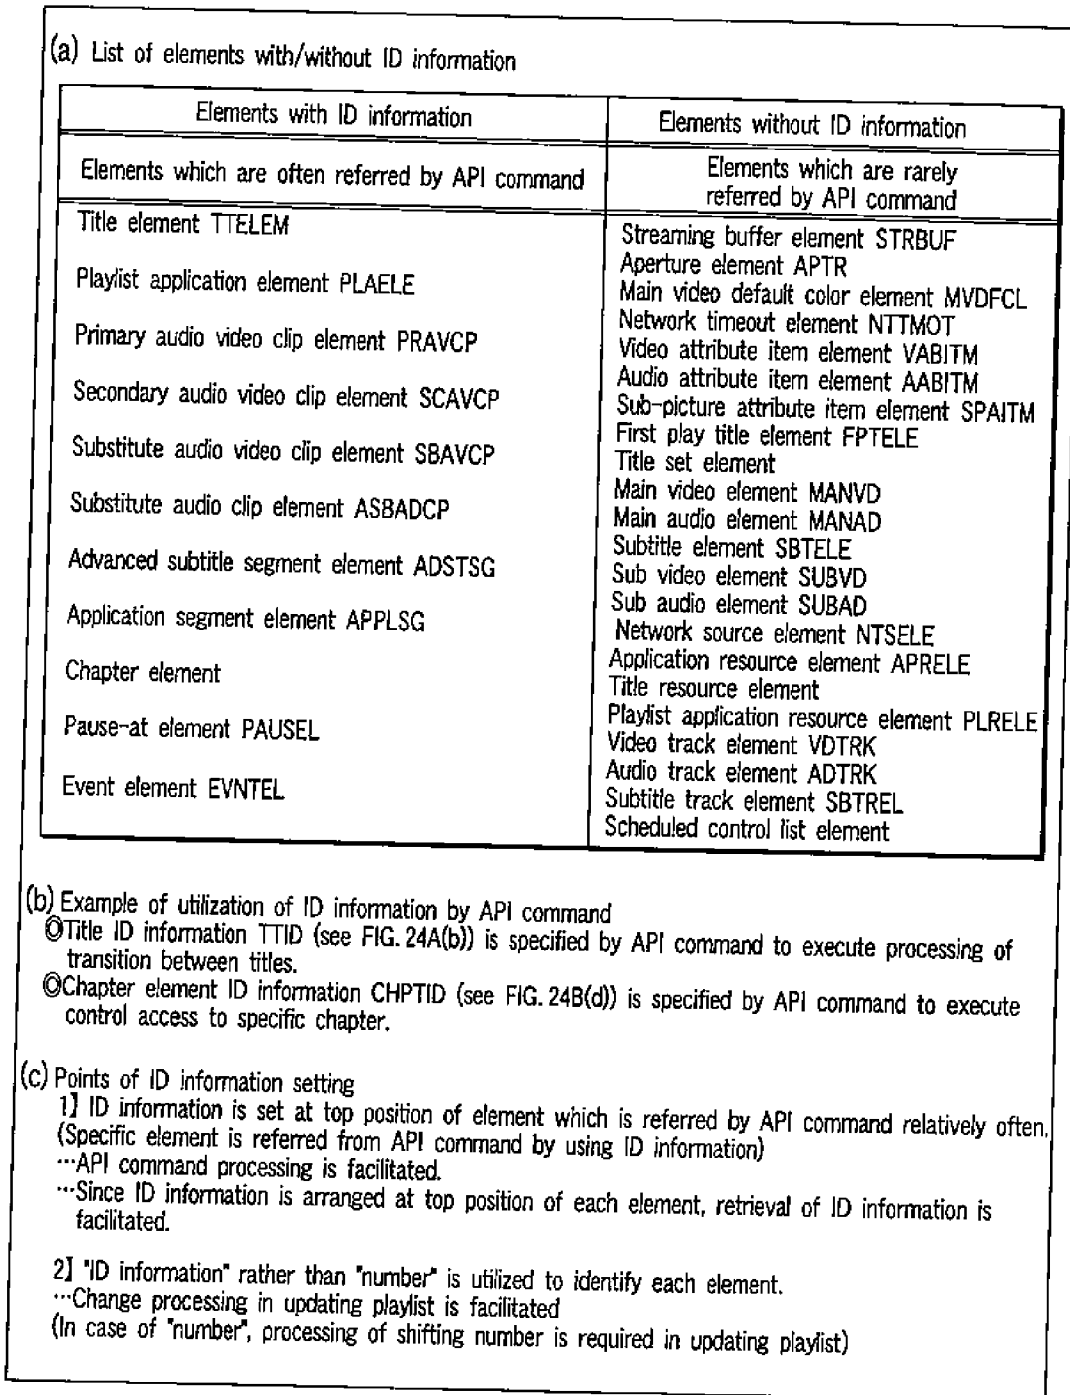 (a) List of elements with/without ID information
Elements with ID information
Elements without ID information
Elements which are often referred by API command
Elements which are rarely
referred by API command
Title element TTELEM
Playlist application element PLAELE
Primary audio video clip element PRAVCP
Secondary audio video clip element SCAVCP
Substitute audio video clip element SBAVCP
Substitute audio clip element ASBADCP
Advanced subtitle segment element ADSTSG
Application segment element APPLSG
Chapter element
Pause-at element PAUSEL
Event element EVNTEL
Streaming buffer element STRBUF
Aperture element APTR
Main video default color element MVDFCL
Network timeout element NTTMOT
Video attribute item element VABITM
Audio attribute item element AABITM
Sub-picture attribute item element SPAITM
First play title element FPTELE
Title set element
Main video element MANVD
Main audio element MANAD
Subtitle element SBTELE
Sub video element SUBVD
Sub audio element SUBAD
Network source element NTSELE
Application resource element APRELE
Title resource element
Playlist application resource element PLRELE
Video track element VDTRK
Audio track element ADTRK
Subtitle track element SBTREL
Scheduled control list element
(b) Example of utilization of ID information by API command
◎Title ID information TTID (see FIG. 24A(b)) is specified by API command to execute processing of
transition between titles.
◎Chapter element ID information CHPTID (see FIG. 24B(d)) is specified by API command to execute
control access to specific chapter.
(c) Points of ID information setting
1] ID information is set at top position of element which is referred by API command relatively often.
(Specific element is referred from API command by using ID information)
···API command processing is facilitated.
···Since ID information is arranged at top position of each element, retrieval of ID information is
facilitated.
2] "ID information" rather than "number" is utilized to identify each element.
···Change processing in updating playlist is facilitated
(In case of "number", processing of shifting number is required in updating playlist)